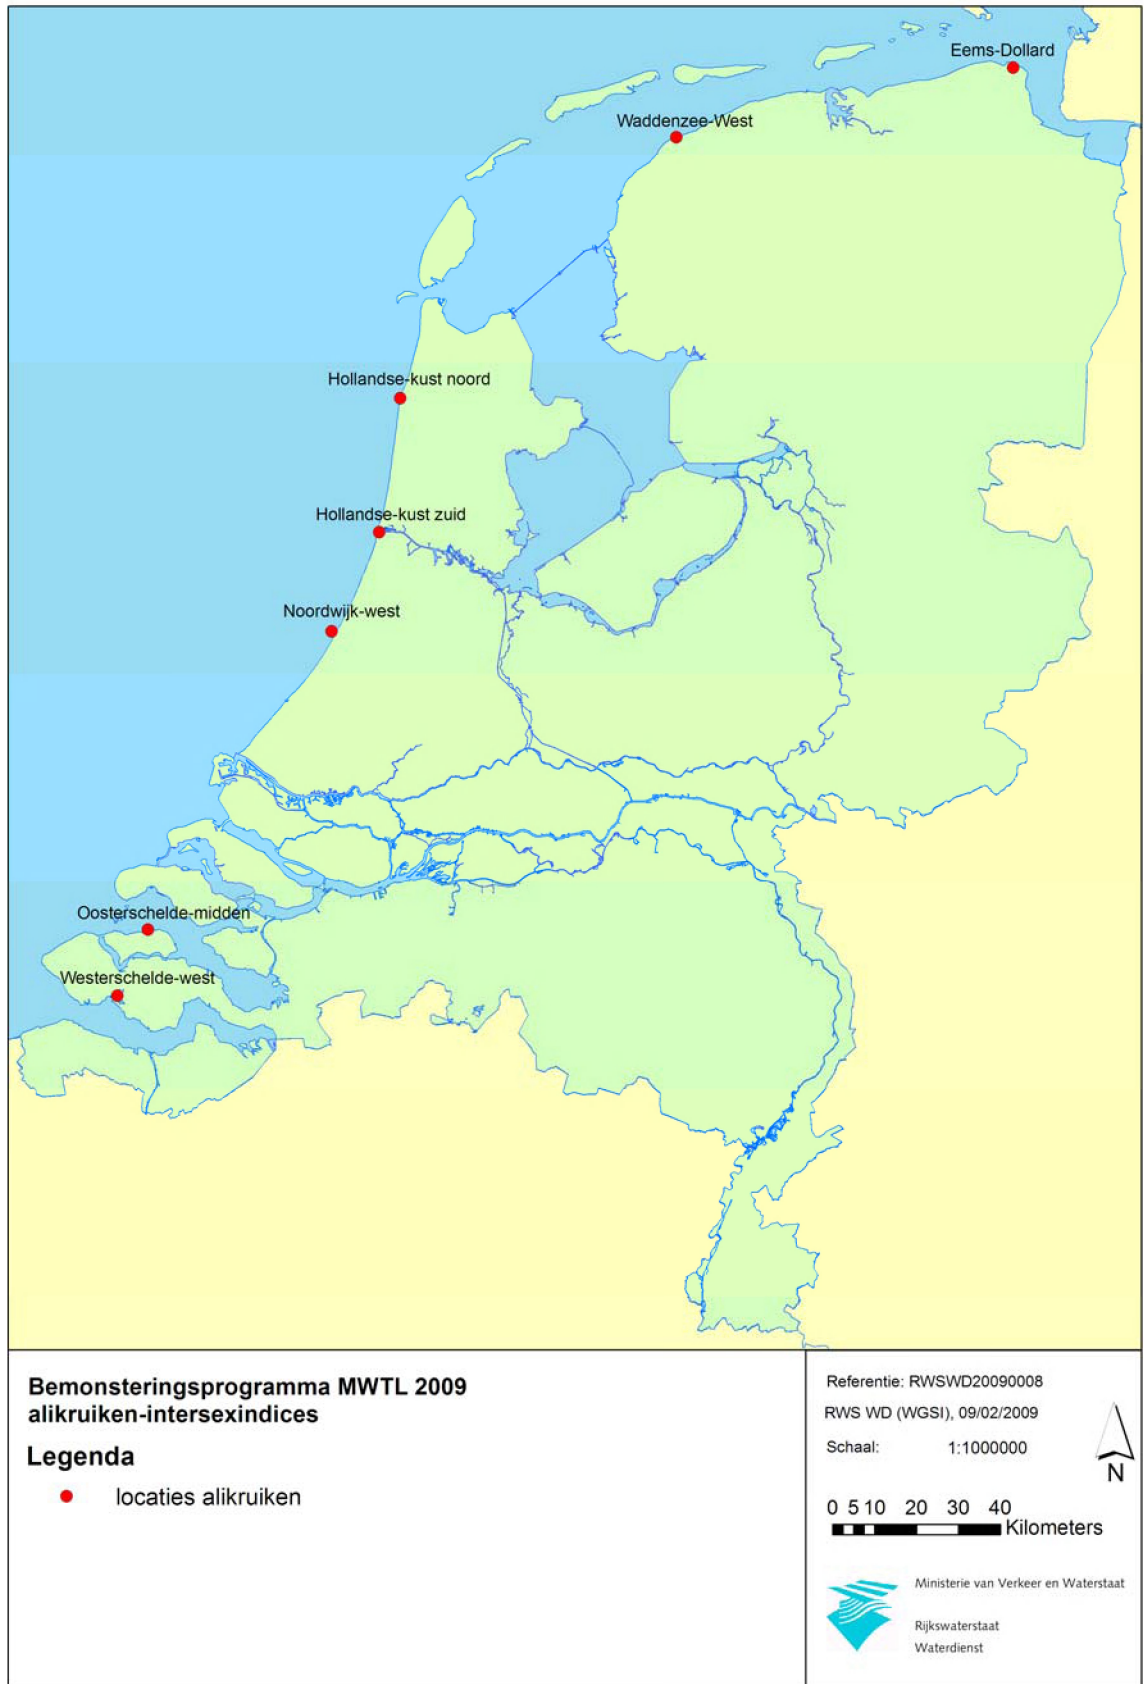 Eems-Dollard
Waddenzee-West
Hollandse-kust noord
Hollandse-kust zuid
Noordwijk-west
Oosterschelde-midden
Westerschelde-west
Bemonsteringsprogramma MWTL 2009
alikruiken-intersexindices
Legenda
locaties alikruiken
Referentie: RWSWD20090008
RWS WD (WGSI), 09/02/2009
Schaal: 1:1000000
N
0 5 10 20 30 40
Kilometers
Ministerie van Verkeer en Waterstaat
Rijkswaterstaat
Waterdienst